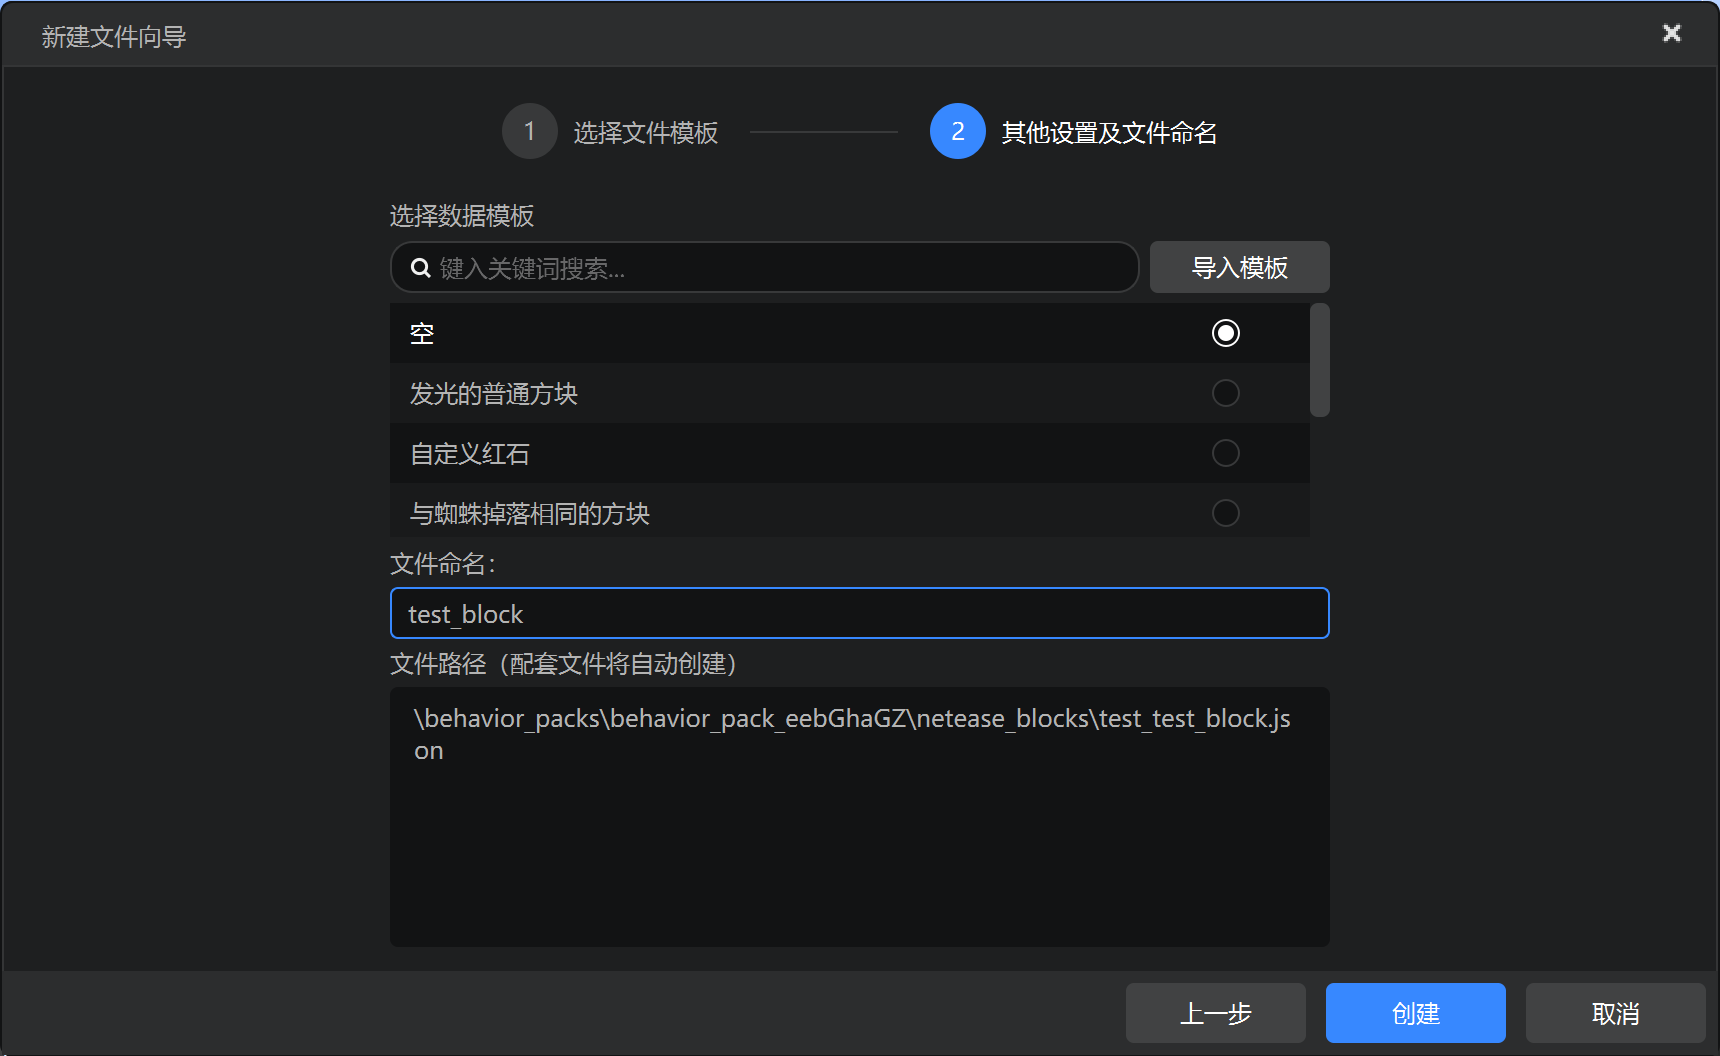 新建文件向导
1 选择文件模板
2 其他设置及文件命名
选择数据模板
键入关键词搜索...
导入模板
空
发光的普通方块
自定义红石
与蜘蛛掉落相同的方块
文件命名：
test_block
文件路径（配套文件将自动创建）
\behavior_packs\behavior_pack_eebGhaGZ\netease_blocks\test_test_block.js
on
上一步
创建
取消